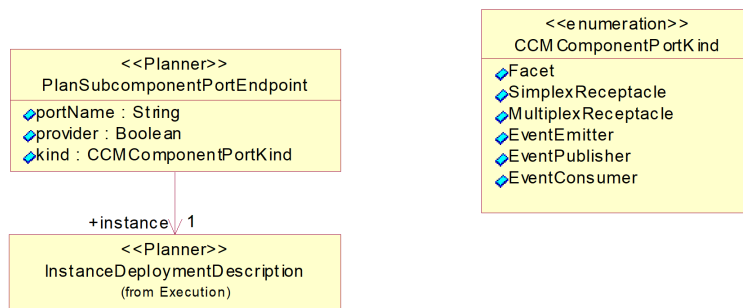 <<Planner>>
PlanSubcomponentPortEndpoint
portName : String
provider : Boolean
kind : CCMComponentPortKind
+instance 1
<<Planner>>
InstanceDeploymentDescription
(from Execution)
<<enumeration>>
CCMComponentPortKind
Facet
SimplexReceptacle
MultiplexReceptacle
EventEmitter
EventPublisher
EventConsumer